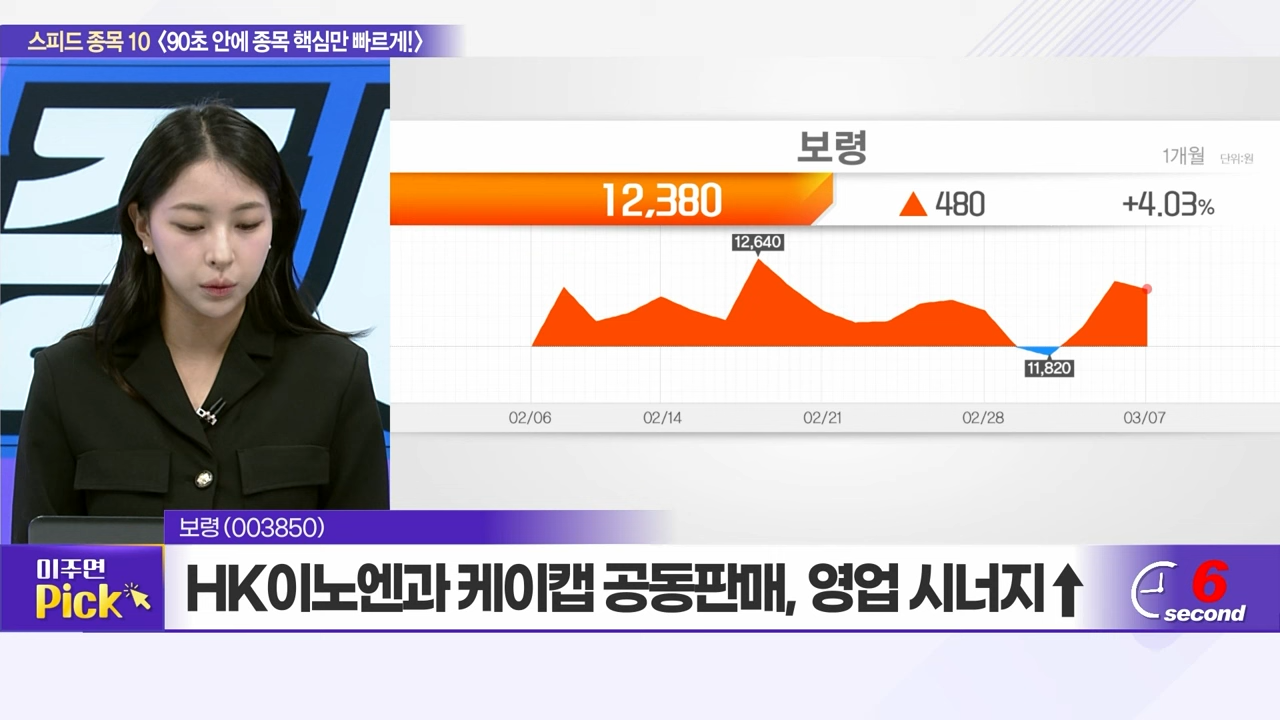 스피드 종목 10 〈90초 안에 종목 핵심만 빠르게!〉
보령
1개월 단위:원
12,380 ▲ 480 +4.03%
12,640
11,820
02/06 02/14 02/21 02/28 03/07
보령(003850)
미주면
Pick
HK이노엔과 케이캡 공동판매, 영업 시너지↑
6
second